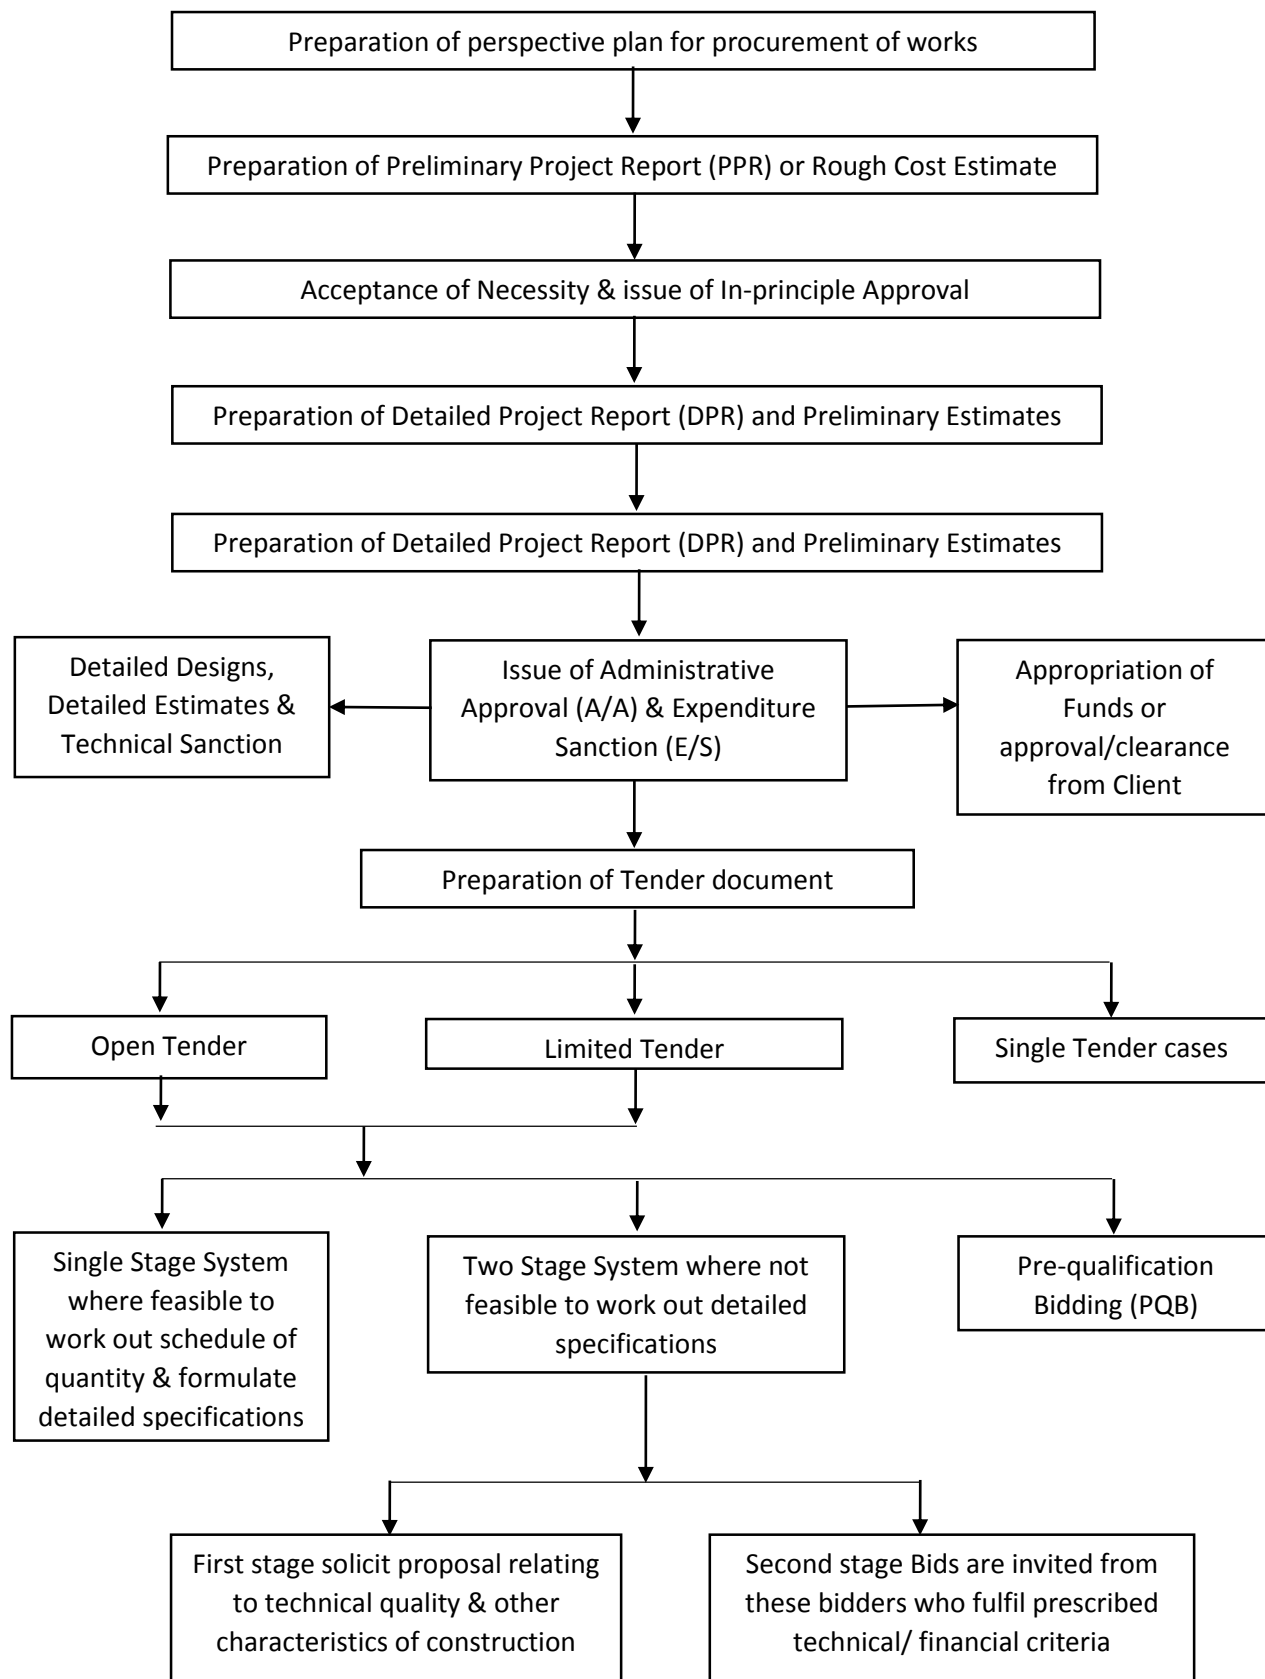 Preparation of perspective plan for procurement of works
Preparation of Preliminary Project Report (PPR) or Rough Cost Estimate
Acceptance of Necessity & issue of In-principle Approval
Preparation of Detailed Project Report (DPR) and Preliminary Estimates
Preparation of Detailed Project Report (DPR) and Preliminary Estimates
Detailed Designs,
Detailed Estimates &
Technical Sanction
Issue of Administrative
Approval (A/A) & Expenditure
Sanction (E/S)
Appropriation of
Funds or
approval/clearance
from Client
Preparation of Tender document
Open Tender
Limited Tender
Single Tender cases
Single Stage System
where feasible to
work out schedule of
quantity & formulate
detailed specifications
Two Stage System where not
feasible to work out detailed
specifications
Pre-qualification
Bidding (PQB)
First stage solicit proposal relating
to technical quality & other
characteristics of construction
Second stage Bids are invited from
these bidders who fulfil prescribed
technical/ financial criteria